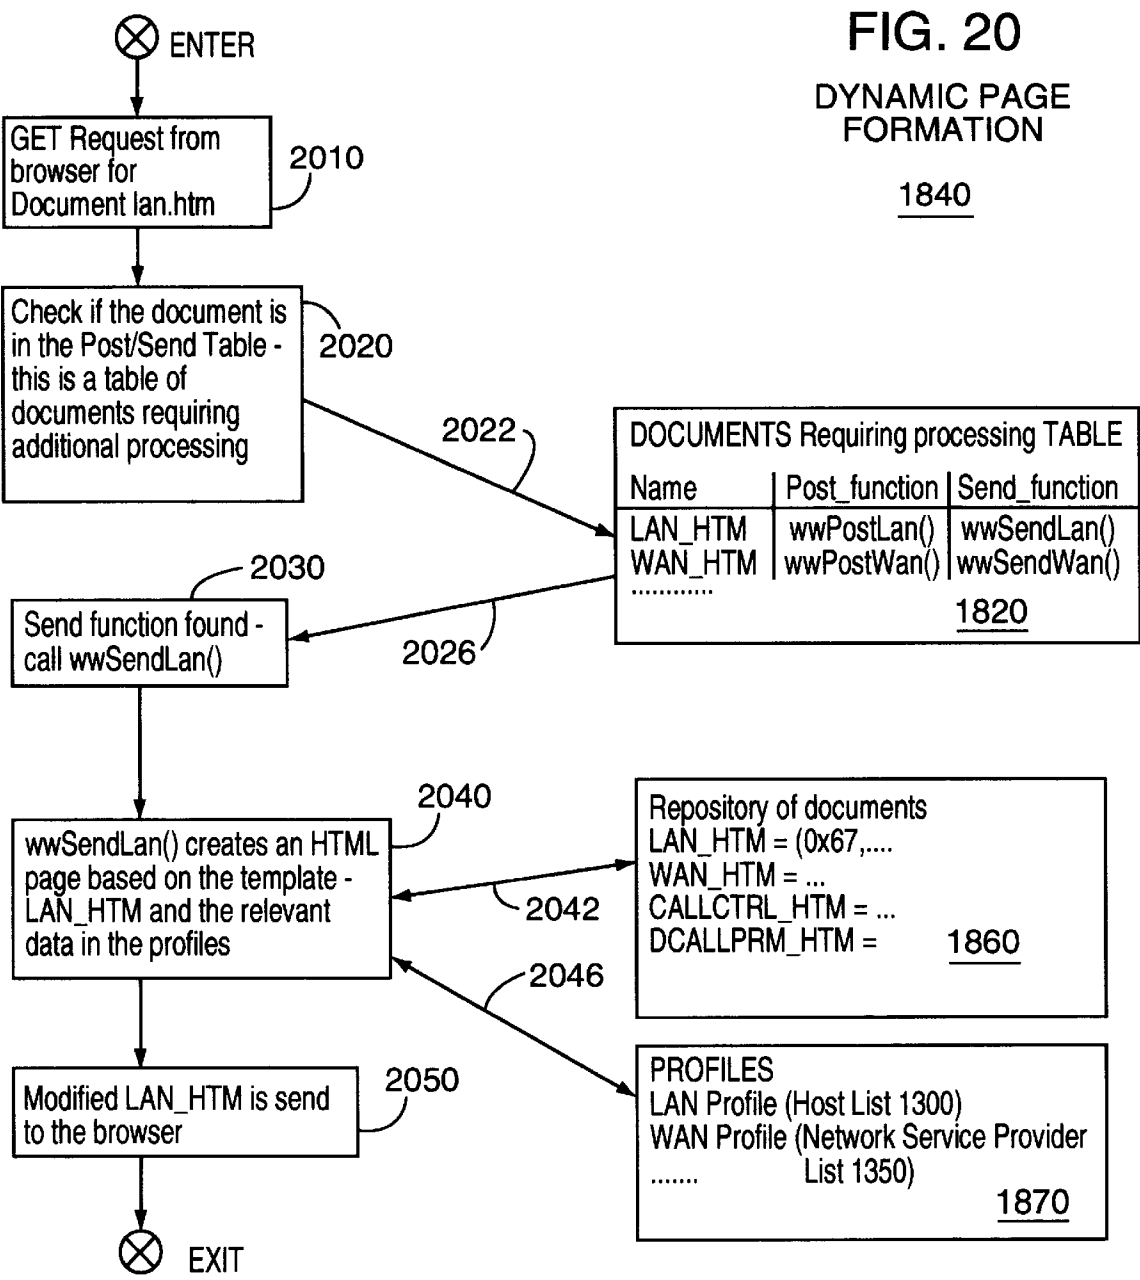 FIG. 20
DYNAMIC PAGE
FORMATION
1840
ENTER
GET Request from
browser for
Document lan.htm
2010
Check if the document is
in the Post/Send Table -
this is a table of
documents requiring
additional processing
2020
2022
DOCUMENTS Requiring processing TABLE
Name Post_function Send_function
LAN_HTM wwPostLan() wwSendLan()
WAN_HTM wwPostWan() wwSendWan()
............
1820
2026
2030
Send function found -
call wwSendLan()
2040
wwSendLan() creates an HTML
page based on the template -
LAN_HTM and the relevant
data in the profiles
2042
Repository of documents
LAN_HTM = (0x67,....
WAN_HTM = ...
CALLCTRL_HTM = ...
DCALLPRM_HTM =
1860
2046
PROFILES
LAN Profile (Host List 1300)
WAN Profile (Network Service Provider
....... List 1350)
1870
2050
Modified LAN_HTM is send
to the browser
EXIT